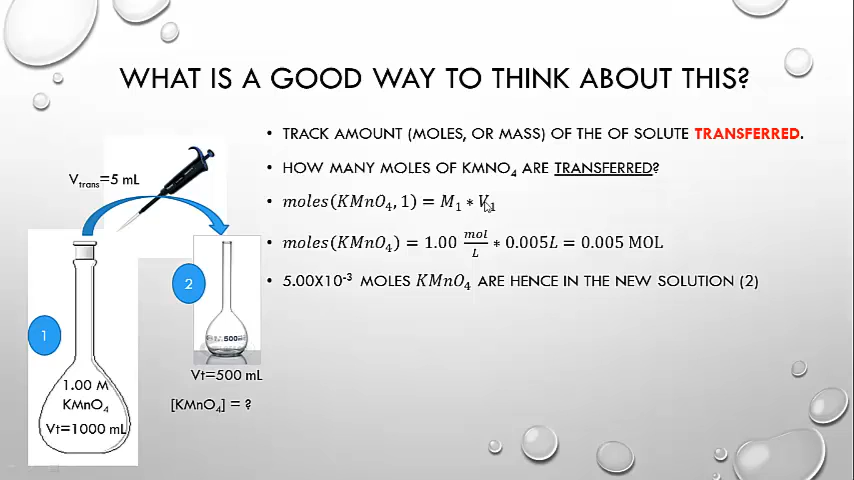 WHAT IS A GOOD WAY TO THINK ABOUT THIS?
• TRACK AMOUNT (MOLES, OR MASS) OF THE OF SOLUTE TRANSFERRED.
• HOW MANY MOLES OF KMNO₄ ARE TRANSFERRED?
• moles(KMnO₄, 1) = M₁ * V₁
• moles(KMnO₄) = 1.00 mol/L * 0.005L = 0.005 MOL
• 5.00X10⁻³ MOLES KMnO₄ ARE HENCE IN THE NEW SOLUTION (2)
Vtrans=5 mL
2
1
500
Vt=500 mL
[KMnO₄] = ?
1.00 M
KMnO₄
Vt=1000 mL